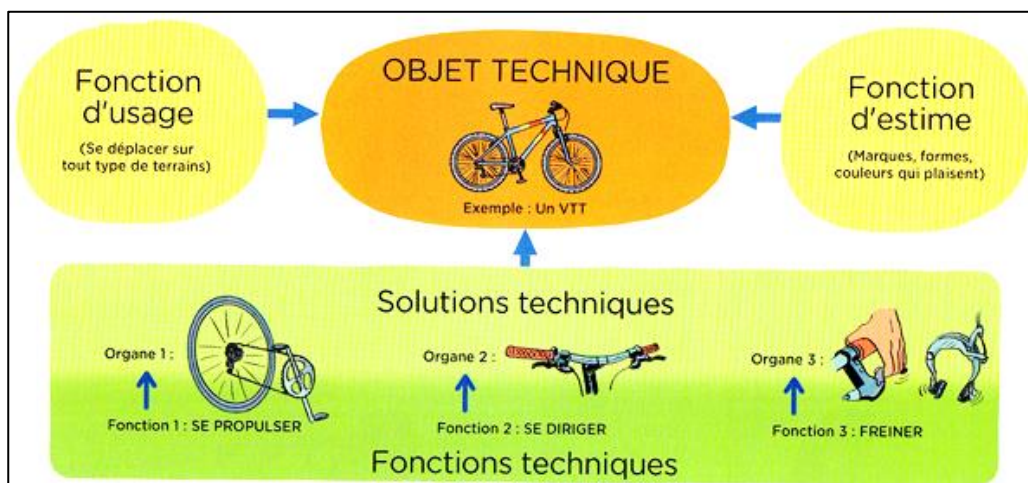 Fonction
d'usage
(Se déplacer sur
tout type de terrains)
OBJET TECHNIQUE
Exemple : Un VTT
Fonction
d'estime
(Marques, formes,
couleurs qui plaisent)
Solutions techniques
Organe 1 :
Organe 2 :
Organe 3 :
Fonction 1 : SE PROPULSER
Fonction 2 : SE DIRIGER
Fonction 3 : FREINER
Fonctions techniques